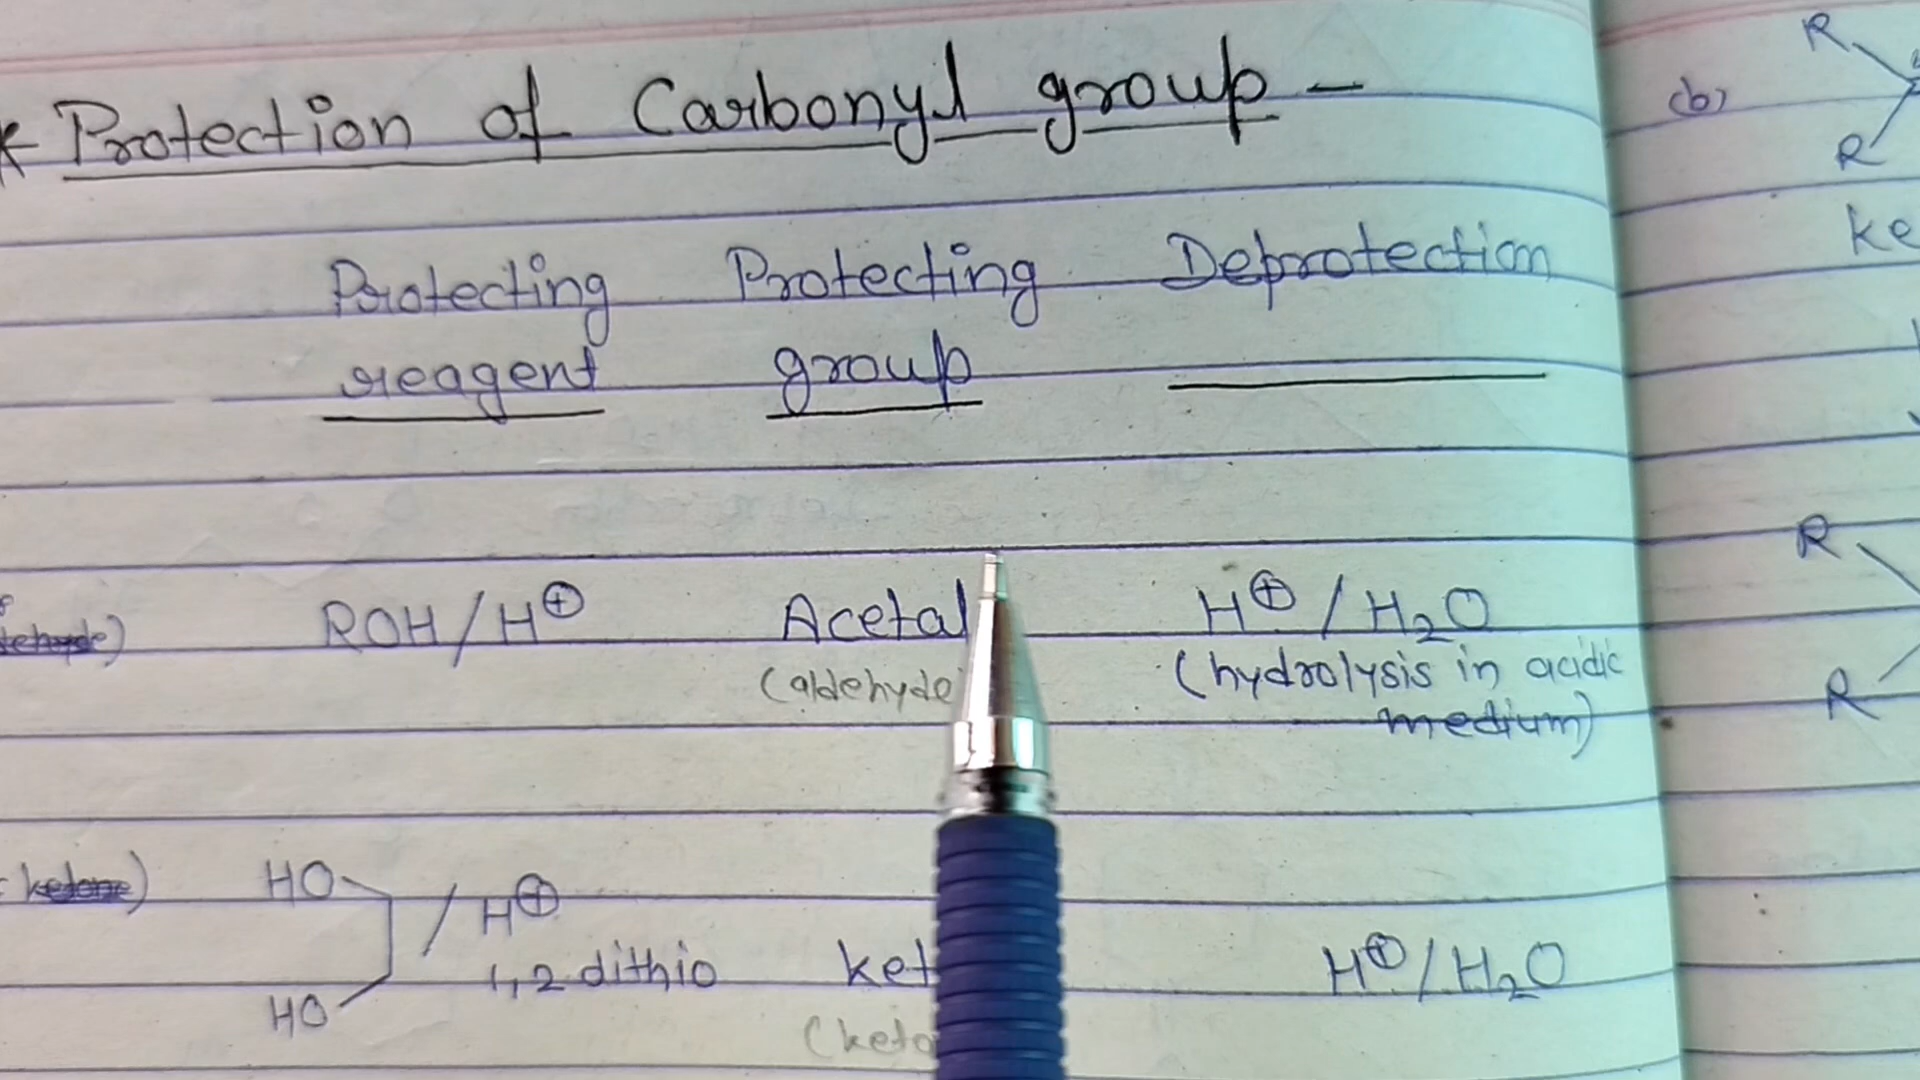 * Protection of Carbonyl group -
Protecting reagent
Protecting group
Deprotection
ROH / H⊕
Acetal
(aldehyde
H⊕ / H₂O
(hydrolysis in acidic
medium)
ketone)
HO
HO
/ H⊕
1,2 dithio
ket
(keto
H⊕ / H₂O
(b)
R
R
ke
R
R